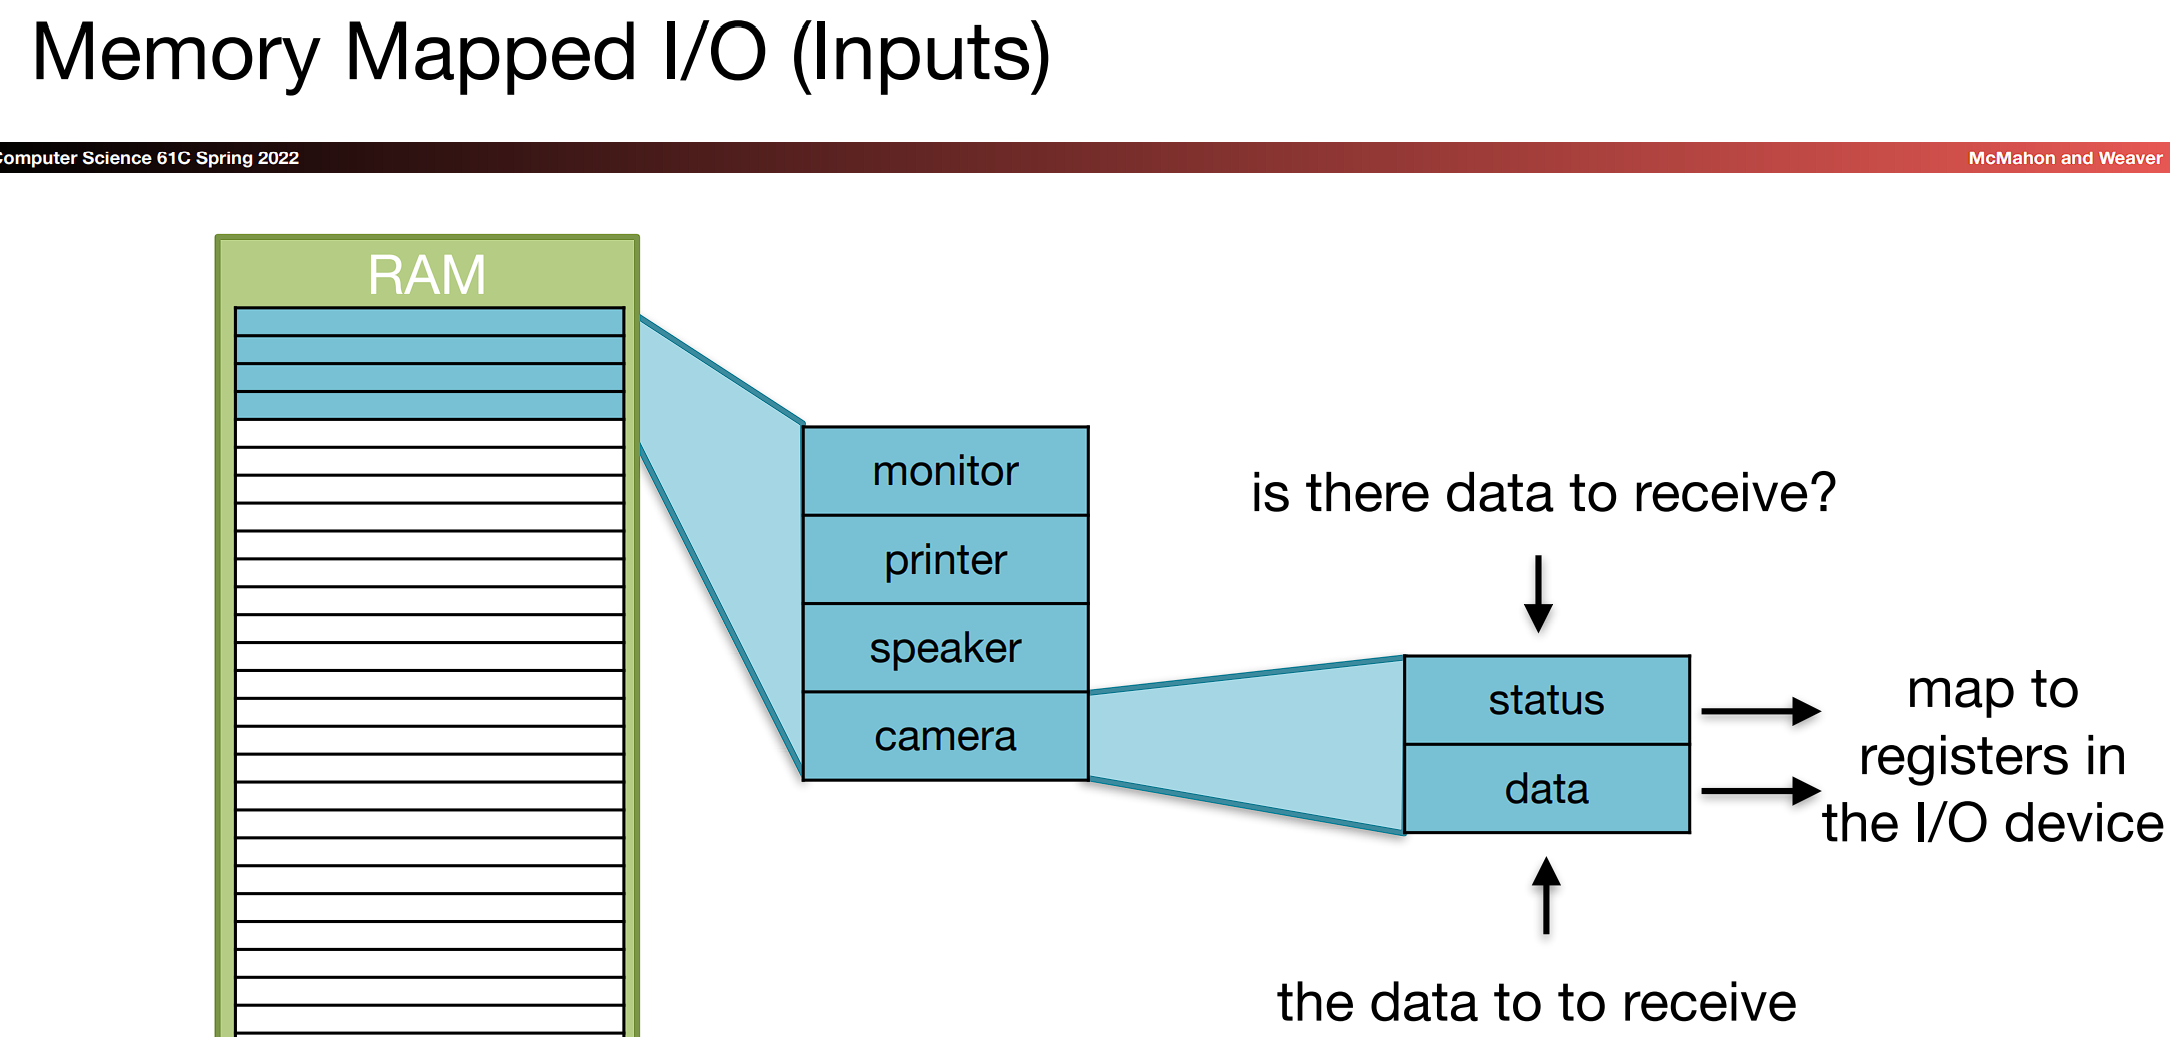 Memory Mapped I/O (Inputs)
Computer Science 61C Spring 2022
McMahon and Weaver
RAM
monitor
printer
speaker
camera
is there data to receive?
status
data
map to
registers in
the I/O device
the data to to receive